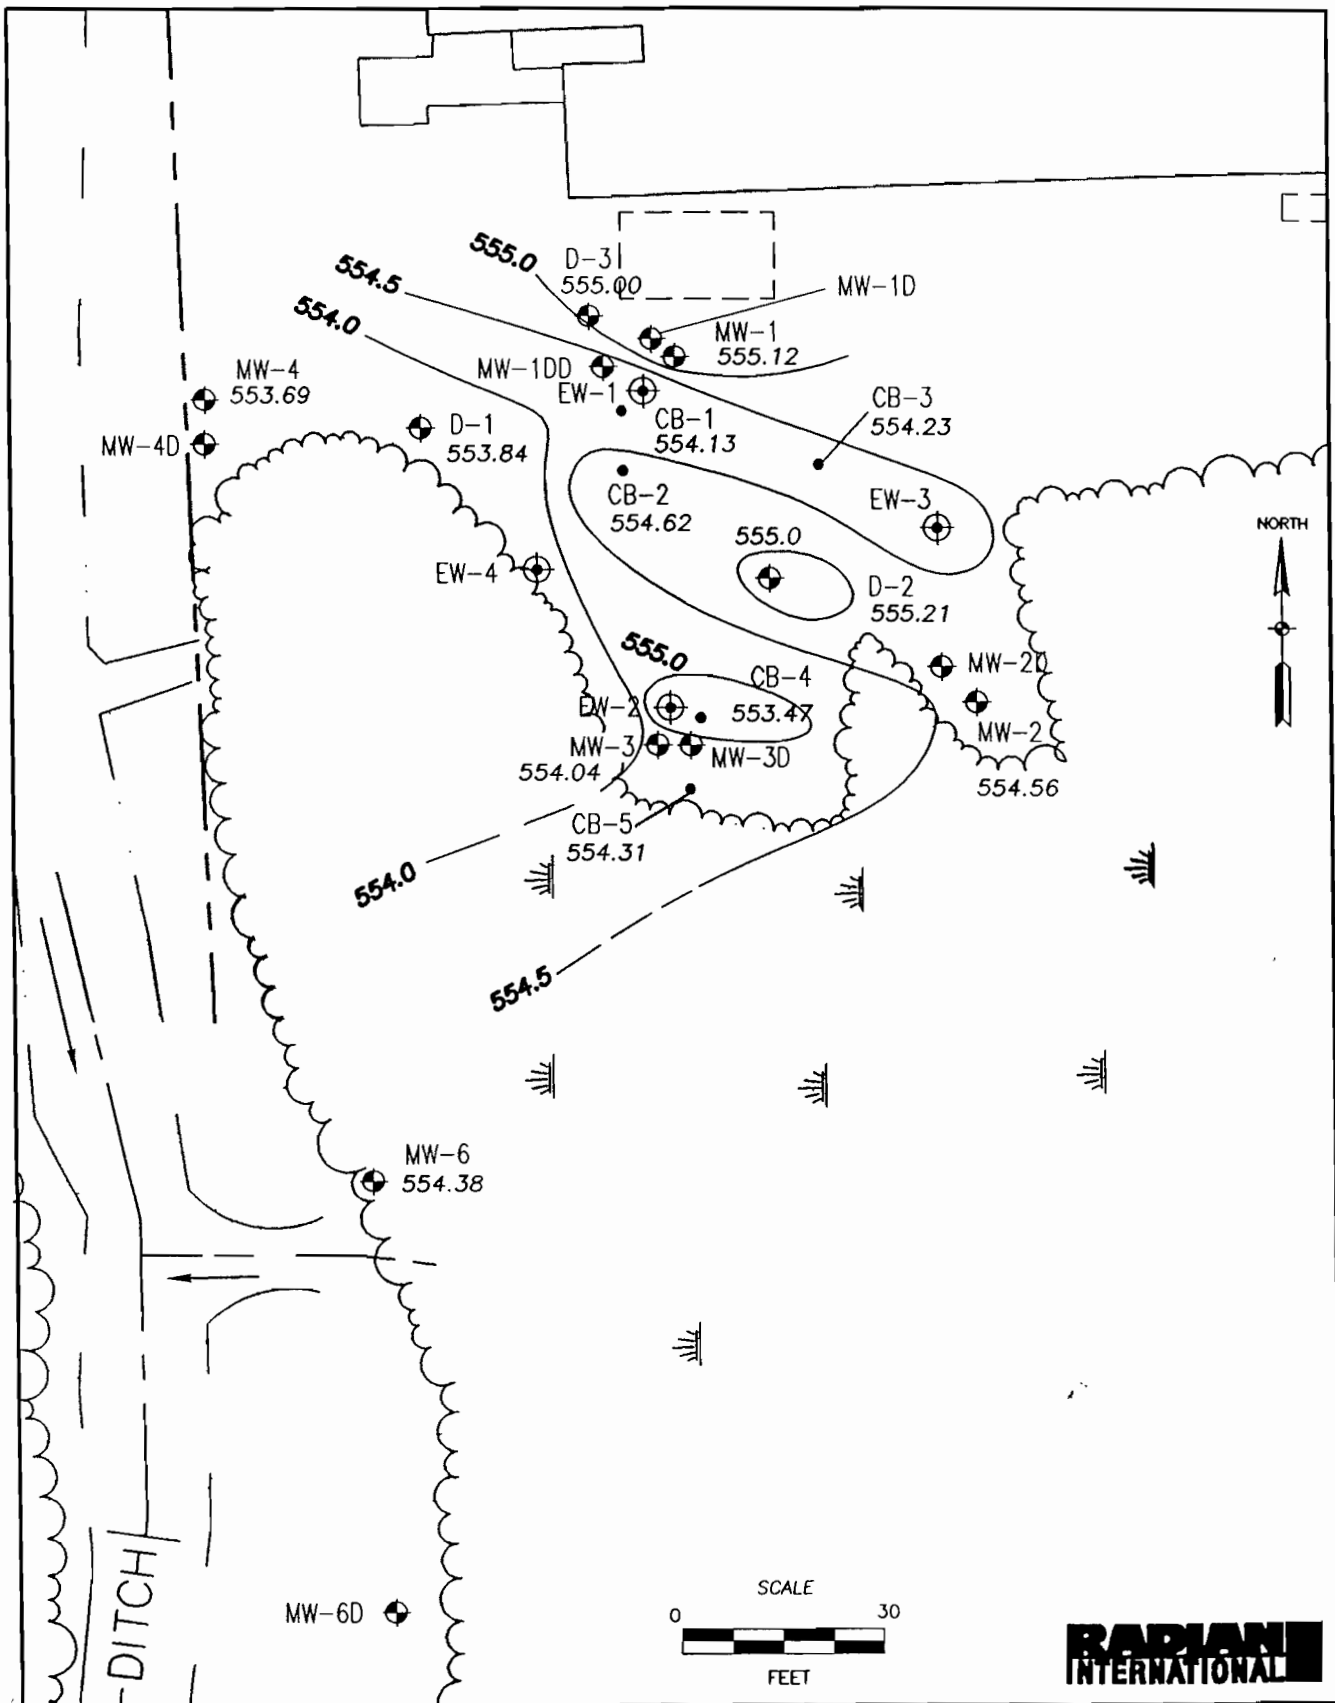 555.0
D-3
555.00
554.5
554.0
MW-1D
MW-1
555.12
MW-4
553.69
MW-1DD
EW-1
CB-1
554.13
CB-3
554.23
MW-4D
D-1
553.84
CB-2
554.62
EW-3
NORTH
555.0
EW-4
D-2
555.21
555.0
MW-2D
CB-4
553.47
EW-2
MW-2
554.56
MW-3
554.04
MW-3D
CB-5
554.31
554.0
554.5
MW-6
554.38
MW-6D
DITCH
SCALE
0 30
FEET
RADIAN
INTERNATIONAL